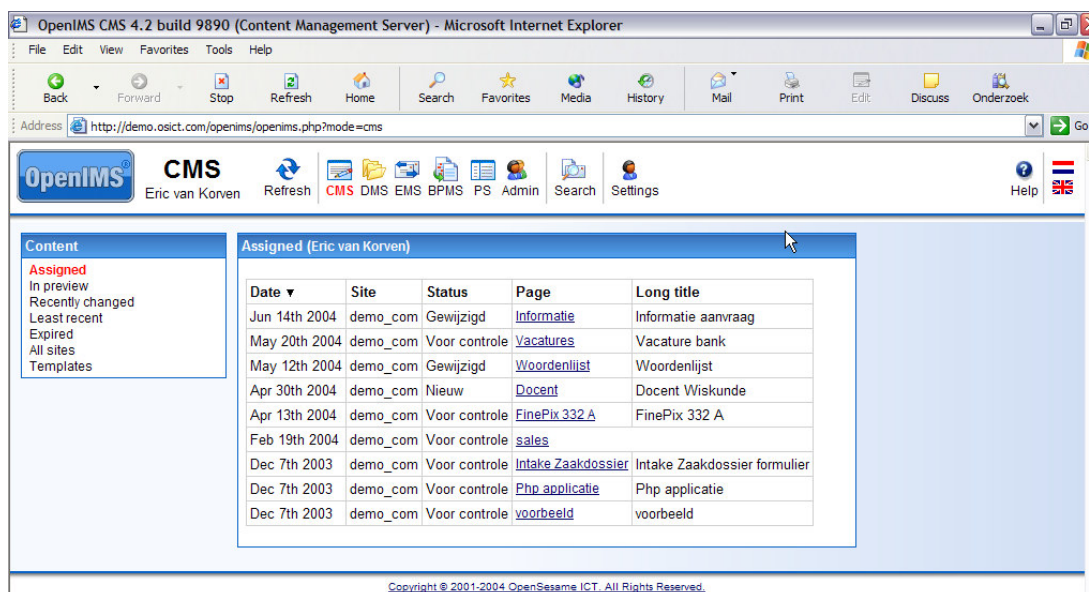 OpenIMS CMS 4.2 build 9890 (Content Management Server) - Microsoft Internet Explorer
File Edit View Favorites Tools Help
Back Forward Stop Refresh Home Search Favorites Media History Mail Print Edit Discuss Onderzoek
Address http://demo.osict.com/openims/openims.php?mode=cms Go
OpenIMS® CMS
Eric van Korven Refresh CMS DMS EMS BPMS PS Admin Search Settings Help
Content
Assigned
In preview
Recently changed
Least recent
Expired
All sites
Templates
Assigned (Eric van Korven)
Date ▼ Site Status Page Long title
Jun 14th 2004 demo_com Gewijzigd Informatie Informatie aanvraag
May 20th 2004 demo_com Voor controle Vacatures Vacature bank
May 12th 2004 demo_com Gewijzigd Woordenlijst Woordenlijst
Apr 30th 2004 demo_com Nieuw Docent Docent Wiskunde
Apr 13th 2004 demo_com Voor controle FinePix 332 A FinePix 332 A
Feb 19th 2004 demo_com Voor controle sales
Dec 7th 2003 demo_com Voor controle Intake Zaakdossier Intake Zaakdossier formulier
Dec 7th 2003 demo_com Voor controle Php applicatie Php applicatie
Dec 7th 2003 demo_com Voor controle voorbeeld voorbeeld
Copyright © 2001-2004 OpenSesame ICT. All Rights Reserved.